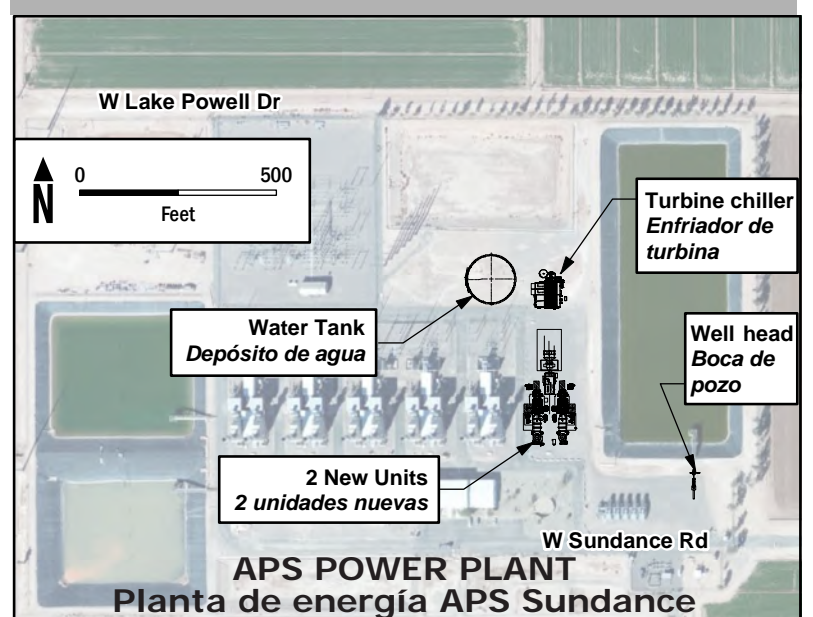 W Lake Powell Dr
N
0 500
Feet
Turbine chiller
Enfriador de
turbina
Water Tank
Depósito de agua
Well head
Boca de
pozo
2 New Units
2 unidades nuevas
W Sundance Rd
APS POWER PLANT
Planta de energía APS Sundance